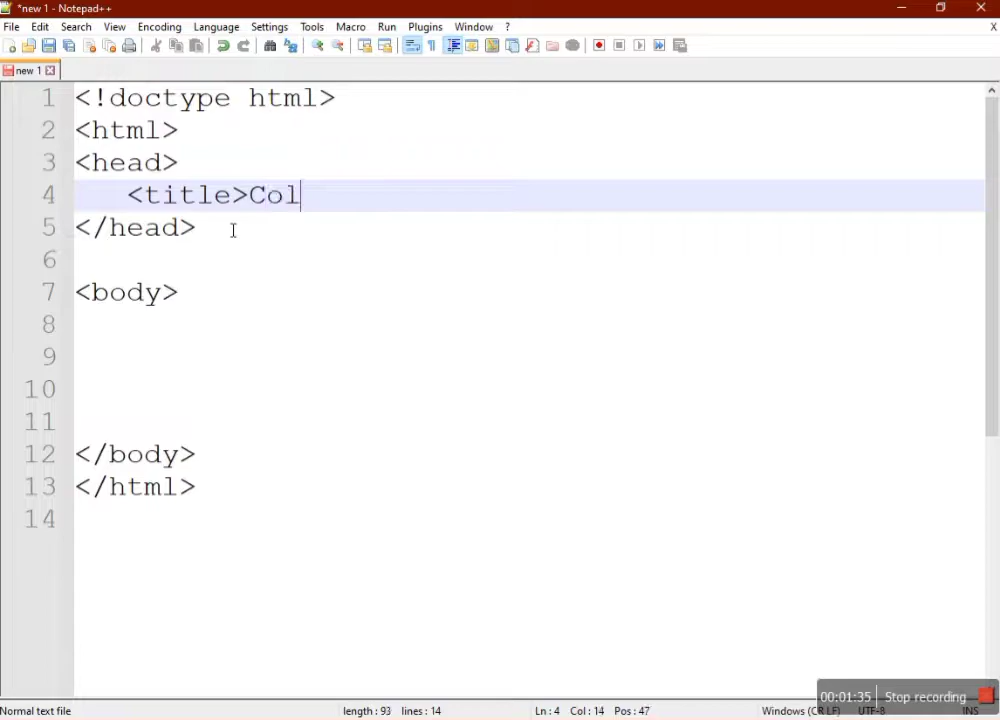 *new 1 - Notepad++
File Edit Search View Encoding Language Settings Tools Macro Run Plugins Window ? X
new 1
1 <!doctype html>
2 <html>
3 <head>
4 <title>Col
5 </head>
6
7 <body>
8
9
10
11
12 </body>
13 </html>
14
00:01:35 Stop recording
Normal text file length : 93 lines : 14 Ln : 4 Col : 14 Pos : 47 Windows (CR LF) UTF-8 INS